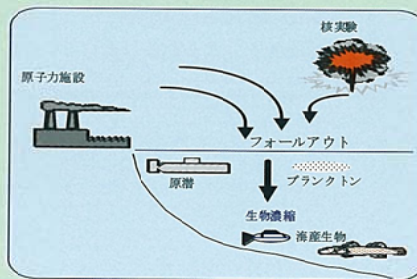 核実験
原子力施設
フォールアウト
原潜
プランクトン
生物濃縮
海産生物